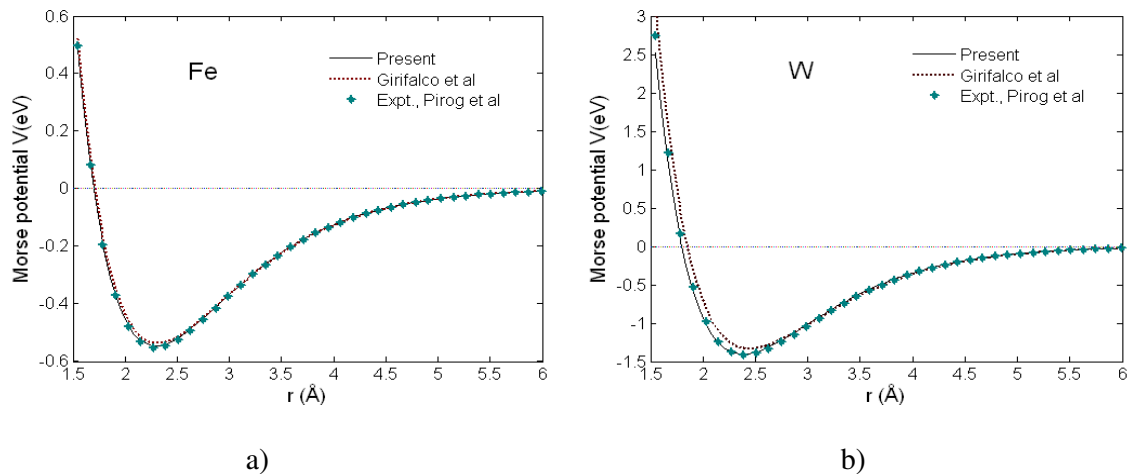 0.6
0.4
0.2
0
-0.2
-0.4
-0.6
1.5 2 2.5 3 3.5 4 4.5 5 5.5 6
Morse potential V(eV)
r (Å)
Fe
Present
Girifalco et al
Expt., Pirog et al
a)
3
2.5
2
1.5
1
0.5
0
-0.5
-1
-1.5
1.5 2 2.5 3 3.5 4 4.5 5 5.5 6
Morse potential V(eV)
r (Å)
W
Present
Girifalco et al
Expt., Pirog et al
b)